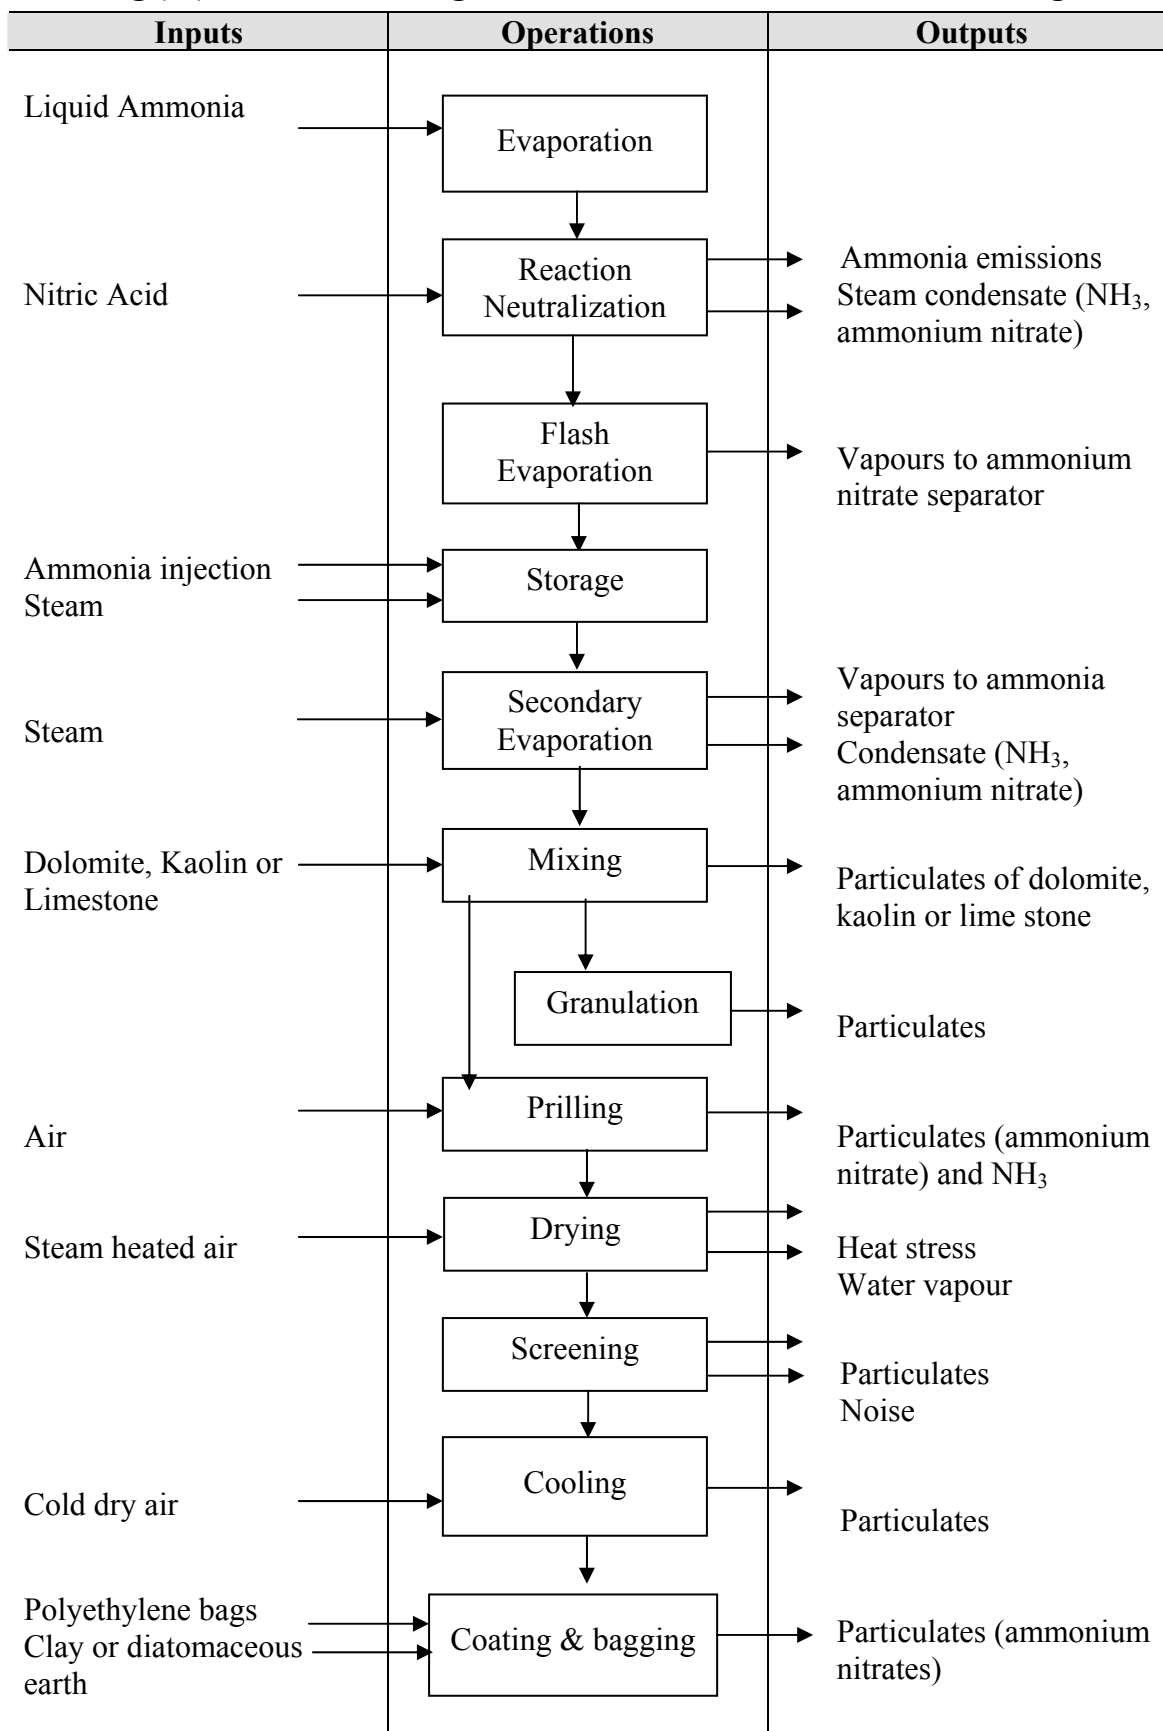 Inputs
Operations
Outputs
Liquid Ammonia
Evaporation
Nitric Acid
Reaction
Neutralization
Ammonia emissions
Steam condensate (NH₃,
ammonium nitrate)
Flash
Evaporation
Vapours to ammonium
nitrate separator
Ammonia injection
Steam
Storage
Steam
Secondary
Evaporation
Vapours to ammonia
separator
Condensate (NH₃,
ammonium nitrate)
Dolomite, Kaolin or
Limestone
Mixing
Particulates of dolomite,
kaolin or lime stone
Granulation
Particulates
Air
Prilling
Particulates (ammonium
nitrate) and NH₃
Steam heated air
Drying
Heat stress
Water vapour
Screening
Particulates
Noise
Cold dry air
Cooling
Particulates
Polyethylene bags
Clay or diatomaceous
earth
Coating & bagging
Particulates (ammonium
nitrates)